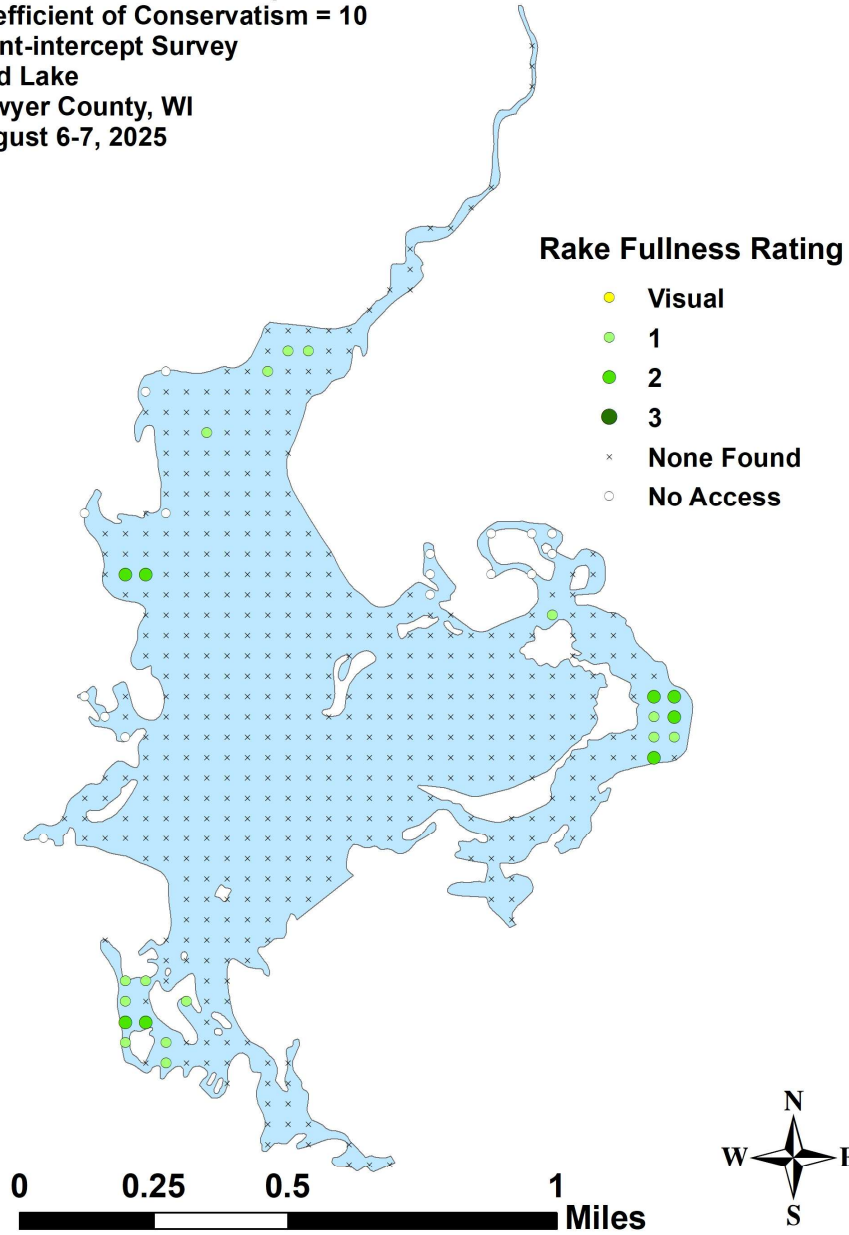 efficient of Conservatism = 10
nt-intercept Survey
d Lake
wyer County, WI
gust 6-7, 2025
Rake Fullness Rating
Visual
1
2
3
None Found
No Access
N
W E
S
0 0.25 0.5 1
Miles